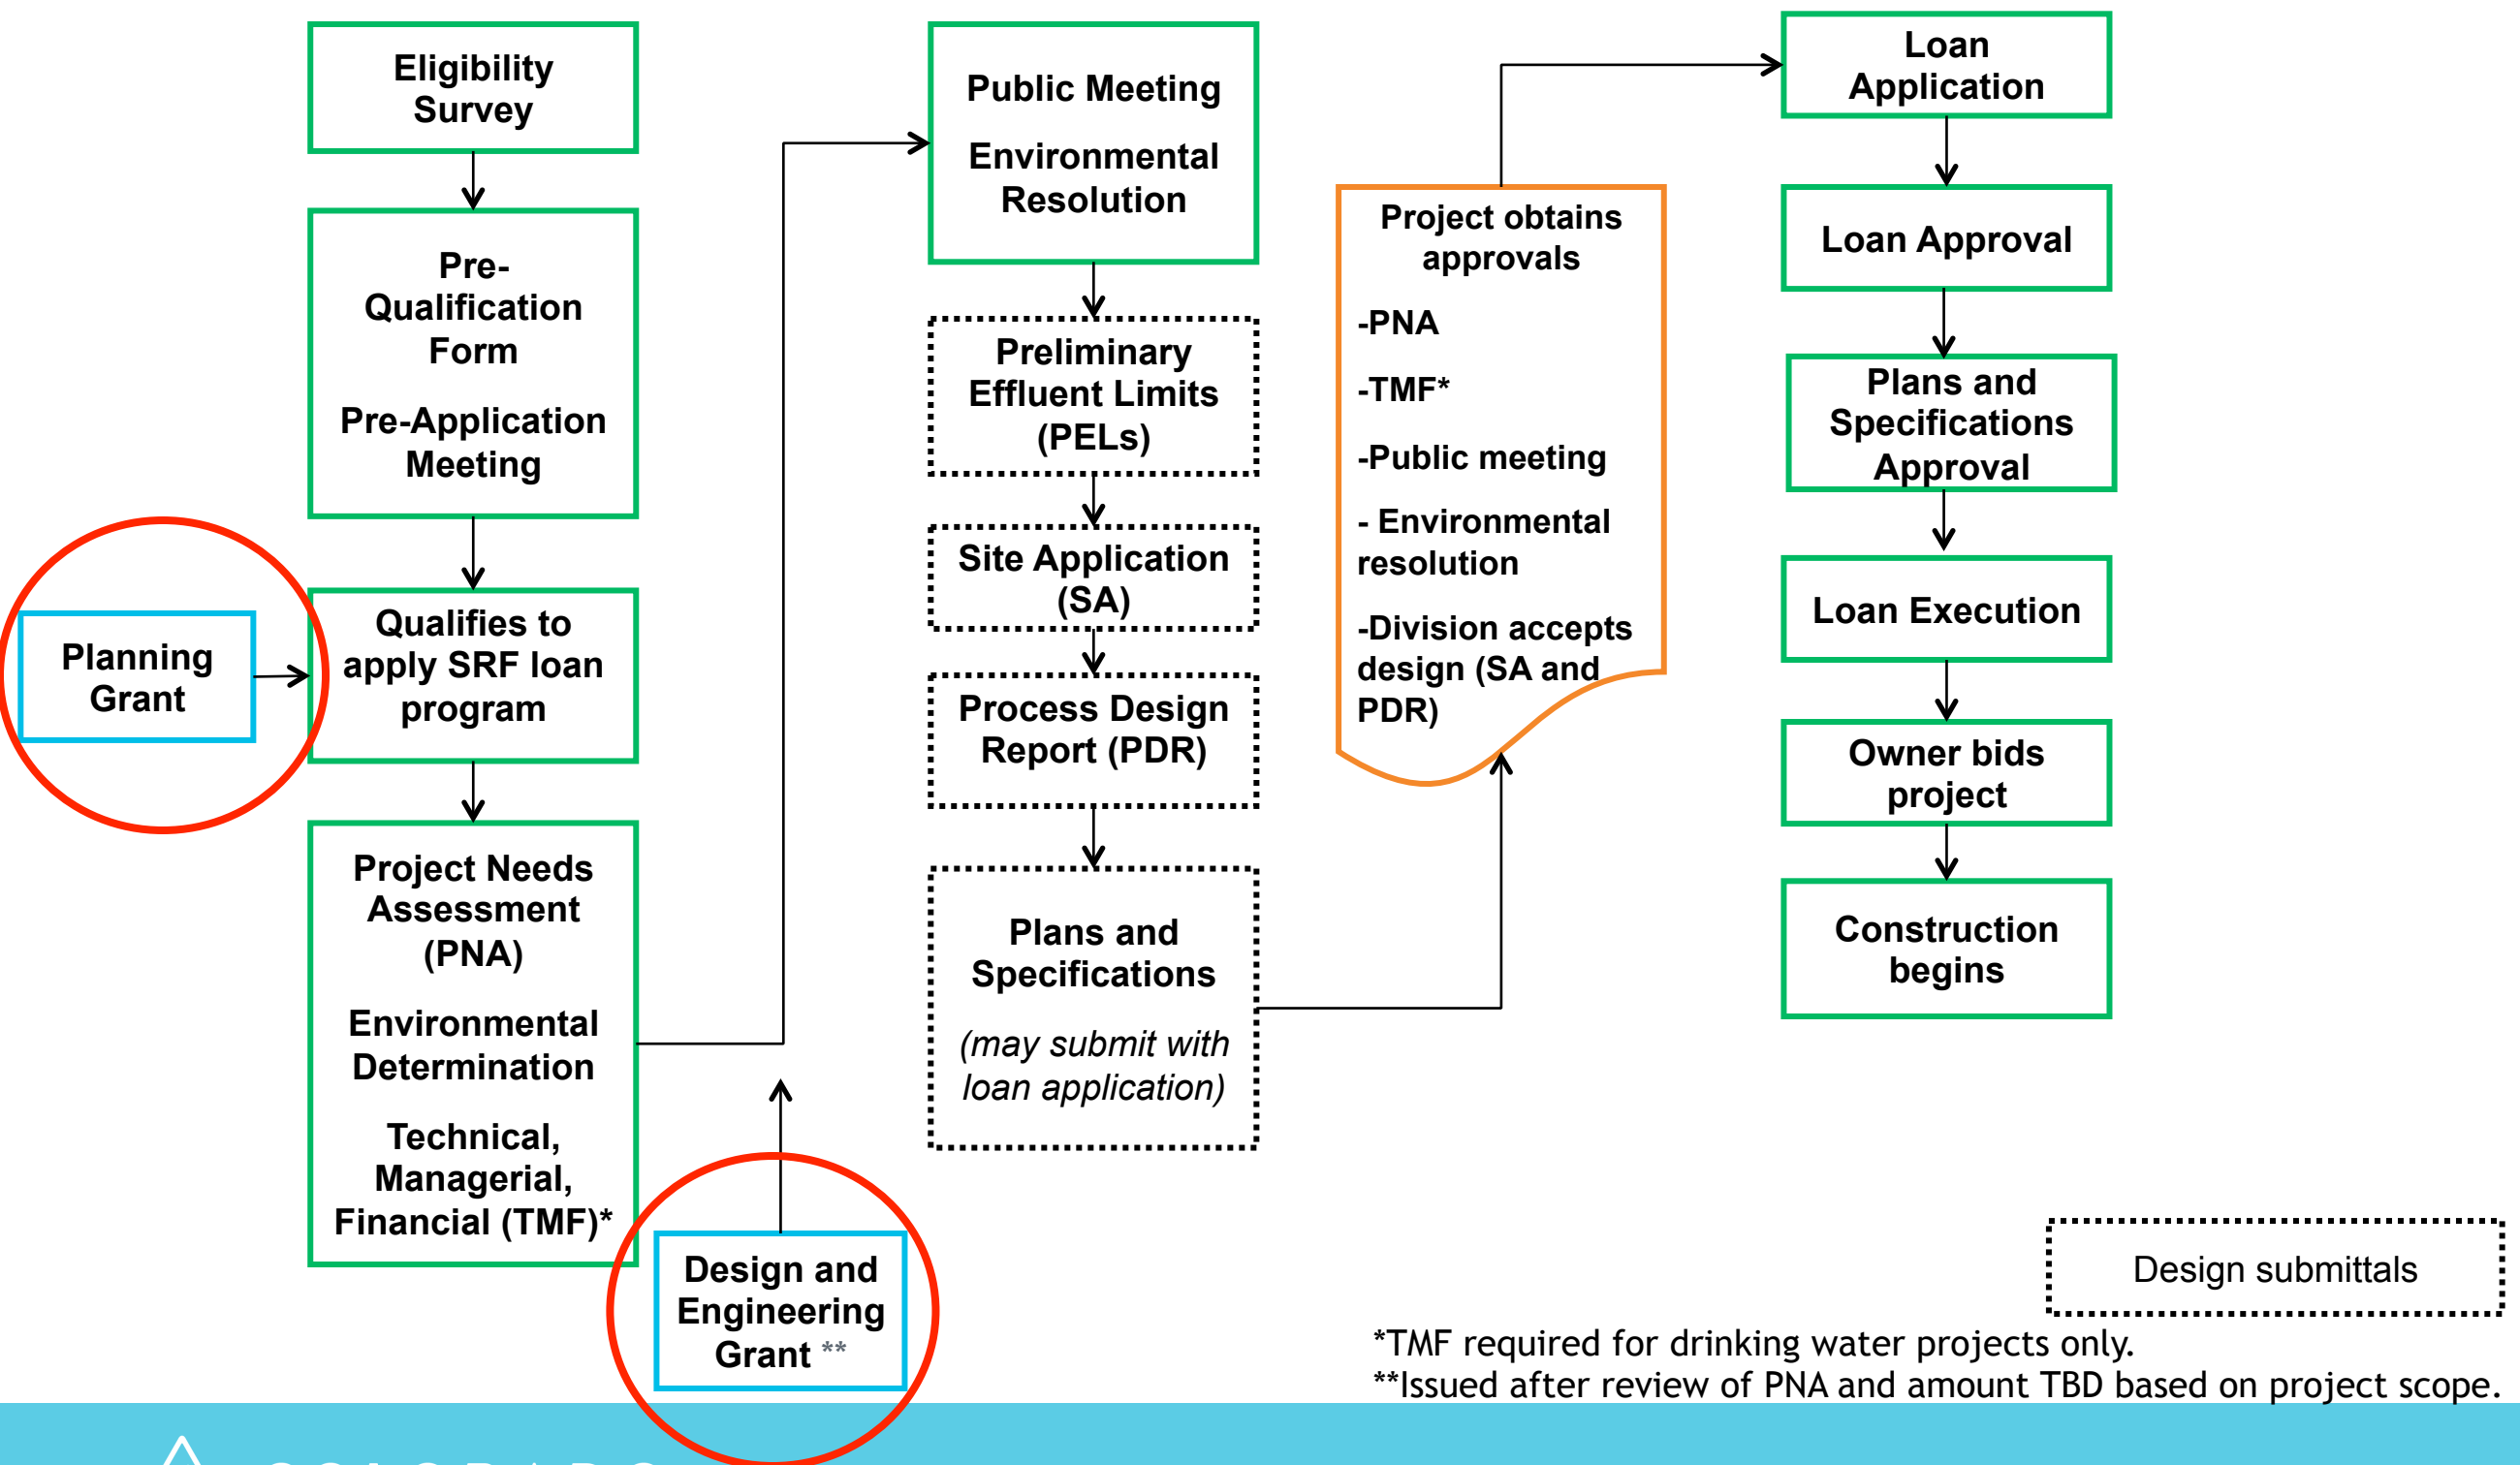 Eligibility
Survey
Pre-
Qualification
Form
Pre-Application
Meeting
Planning
Grant
Qualifies to
apply SRF loan
program
Project Needs
Assessment
(PNA)
Environmental
Determination
Technical,
Managerial,
Financial (TMF)*
Design and
Engineering
Grant **
Public Meeting
Environmental
Resolution
Preliminary
Effluent Limits
(PELs)
Site Application
(SA)
Process Design
Report (PDR)
Plans and
Specifications
(may submit with
loan application)
Project obtains
approvals
-PNA
-TMF*
-Public meeting
- Environmental
resolution
-Division accepts
design (SA and
PDR)
Loan
Application
Loan Approval
Plans and
Specifications
Approval
Loan Execution
Owner bids
project
Construction
begins
Design submittals
*TMF required for drinking water projects only.
**Issued after review of PNA and amount TBD based on project scope.